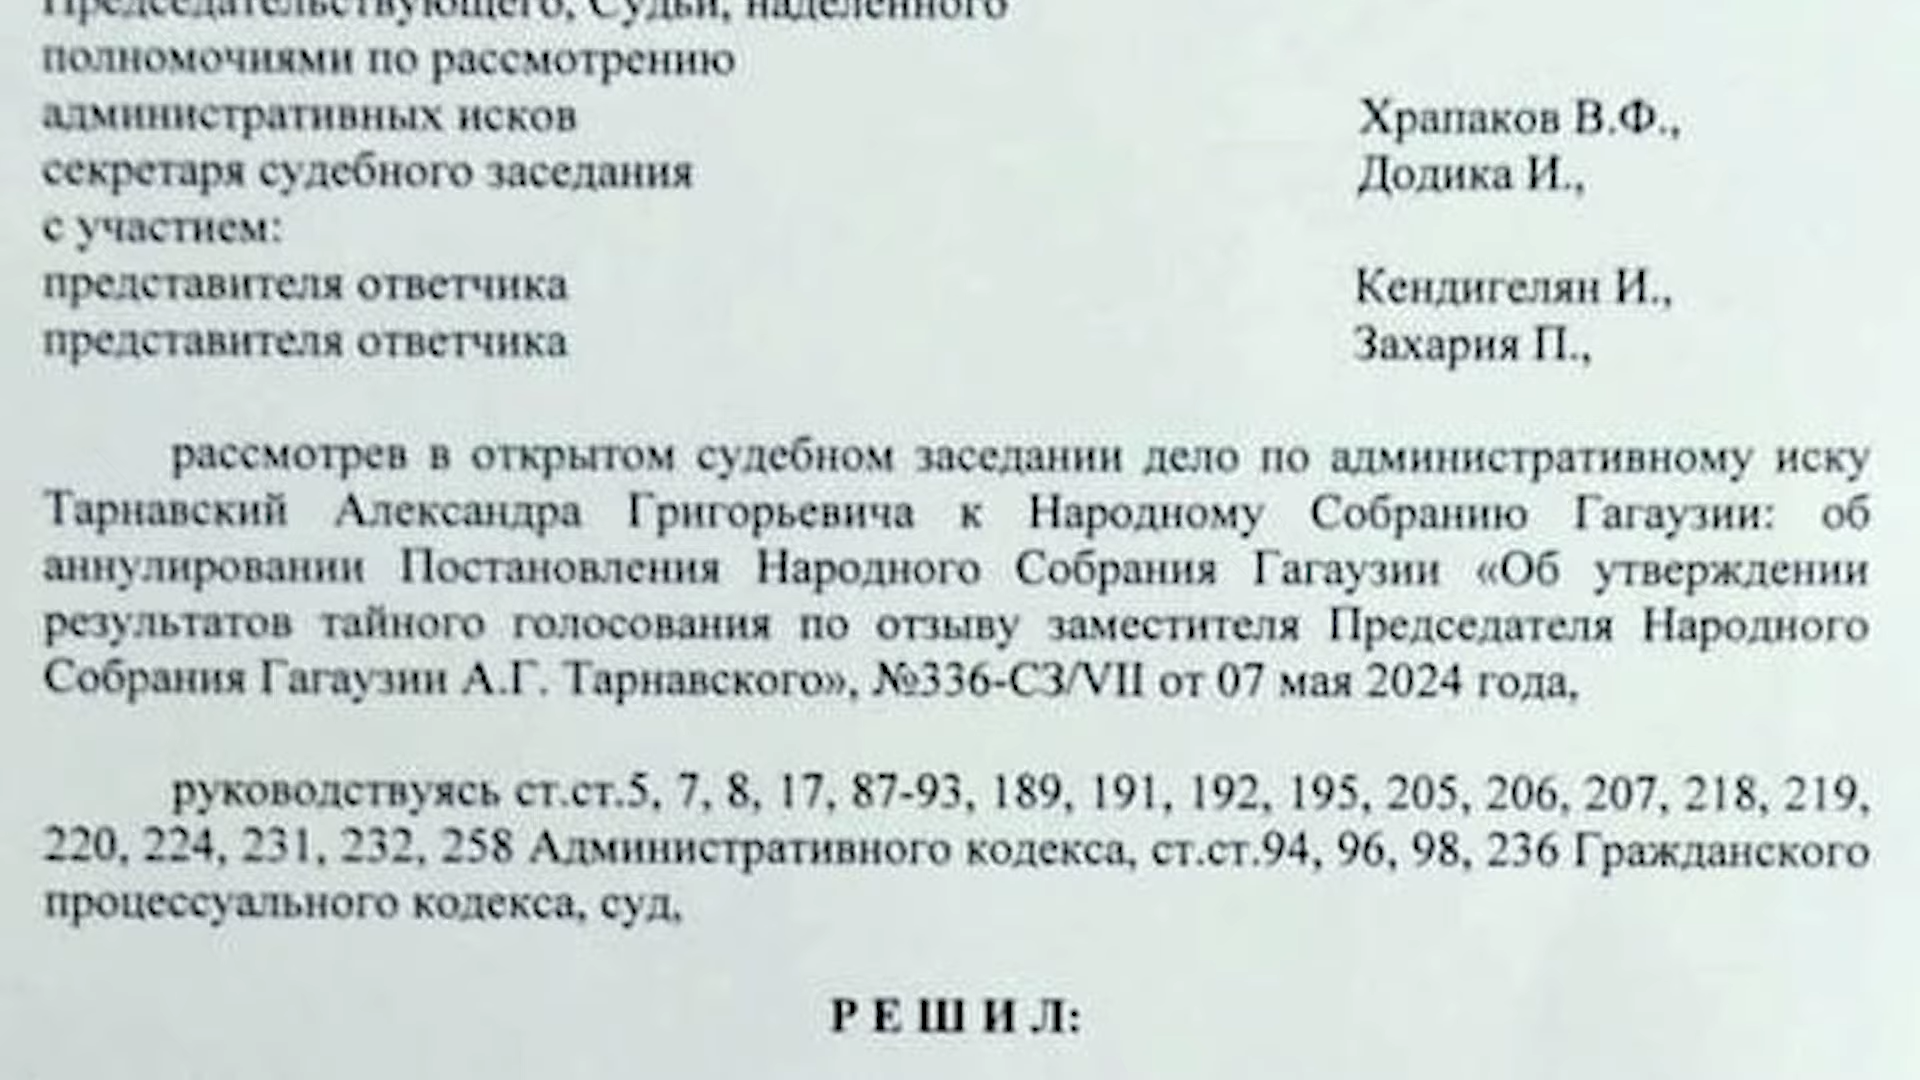 Председательствующего, Судьи, наделенного
полномочиями по рассмотрению
административных исков Храпаков В.Ф.,
секретаря судебного заседания Додика И.,
с участием:
представителя ответчика Кендигелян И.,
представителя ответчика Захария П.,
рассмотрев в открытом судебном заседании дело по административному иску
Тарнавский Александра Григорьевича к Народному Собранию Гагаузии: об
аннулировании Постановления Народного Собрания Гагаузии «Об утверждении
результатов тайного голосования по отзыву заместителя Председателя Народного
Собрания Гагаузии А.Г. Тарнавского», №336-СЗ/VII от 07 мая 2024 года,
руководствуясь ст.ст.5, 7, 8, 17, 87-93, 189, 191, 192, 195, 205, 206, 207, 218, 219,
220, 224, 231, 232, 258 Административного кодекса, ст.ст.94, 96, 98, 236 Гражданского
процессуального кодекса, суд,
Р Е Ш И Л: